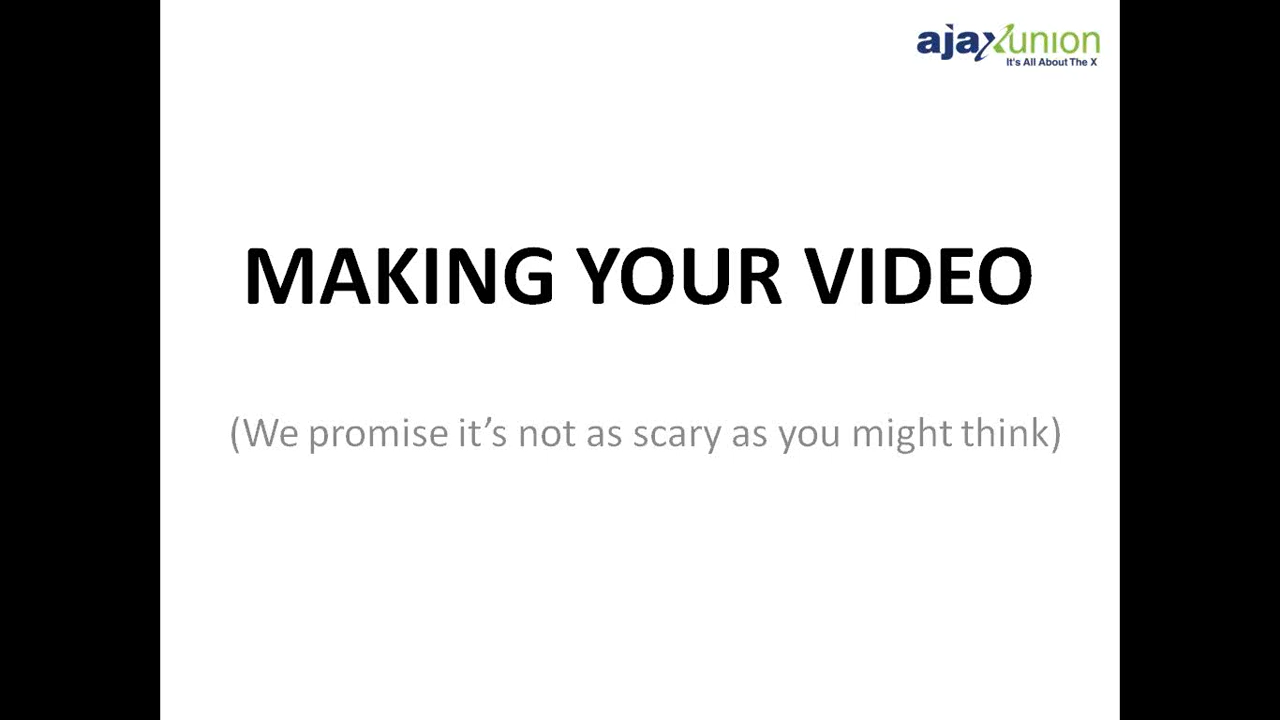 ajaxunion
It's All About The X
MAKING YOUR VIDEO
(We promise it’s not as scary as you might think)